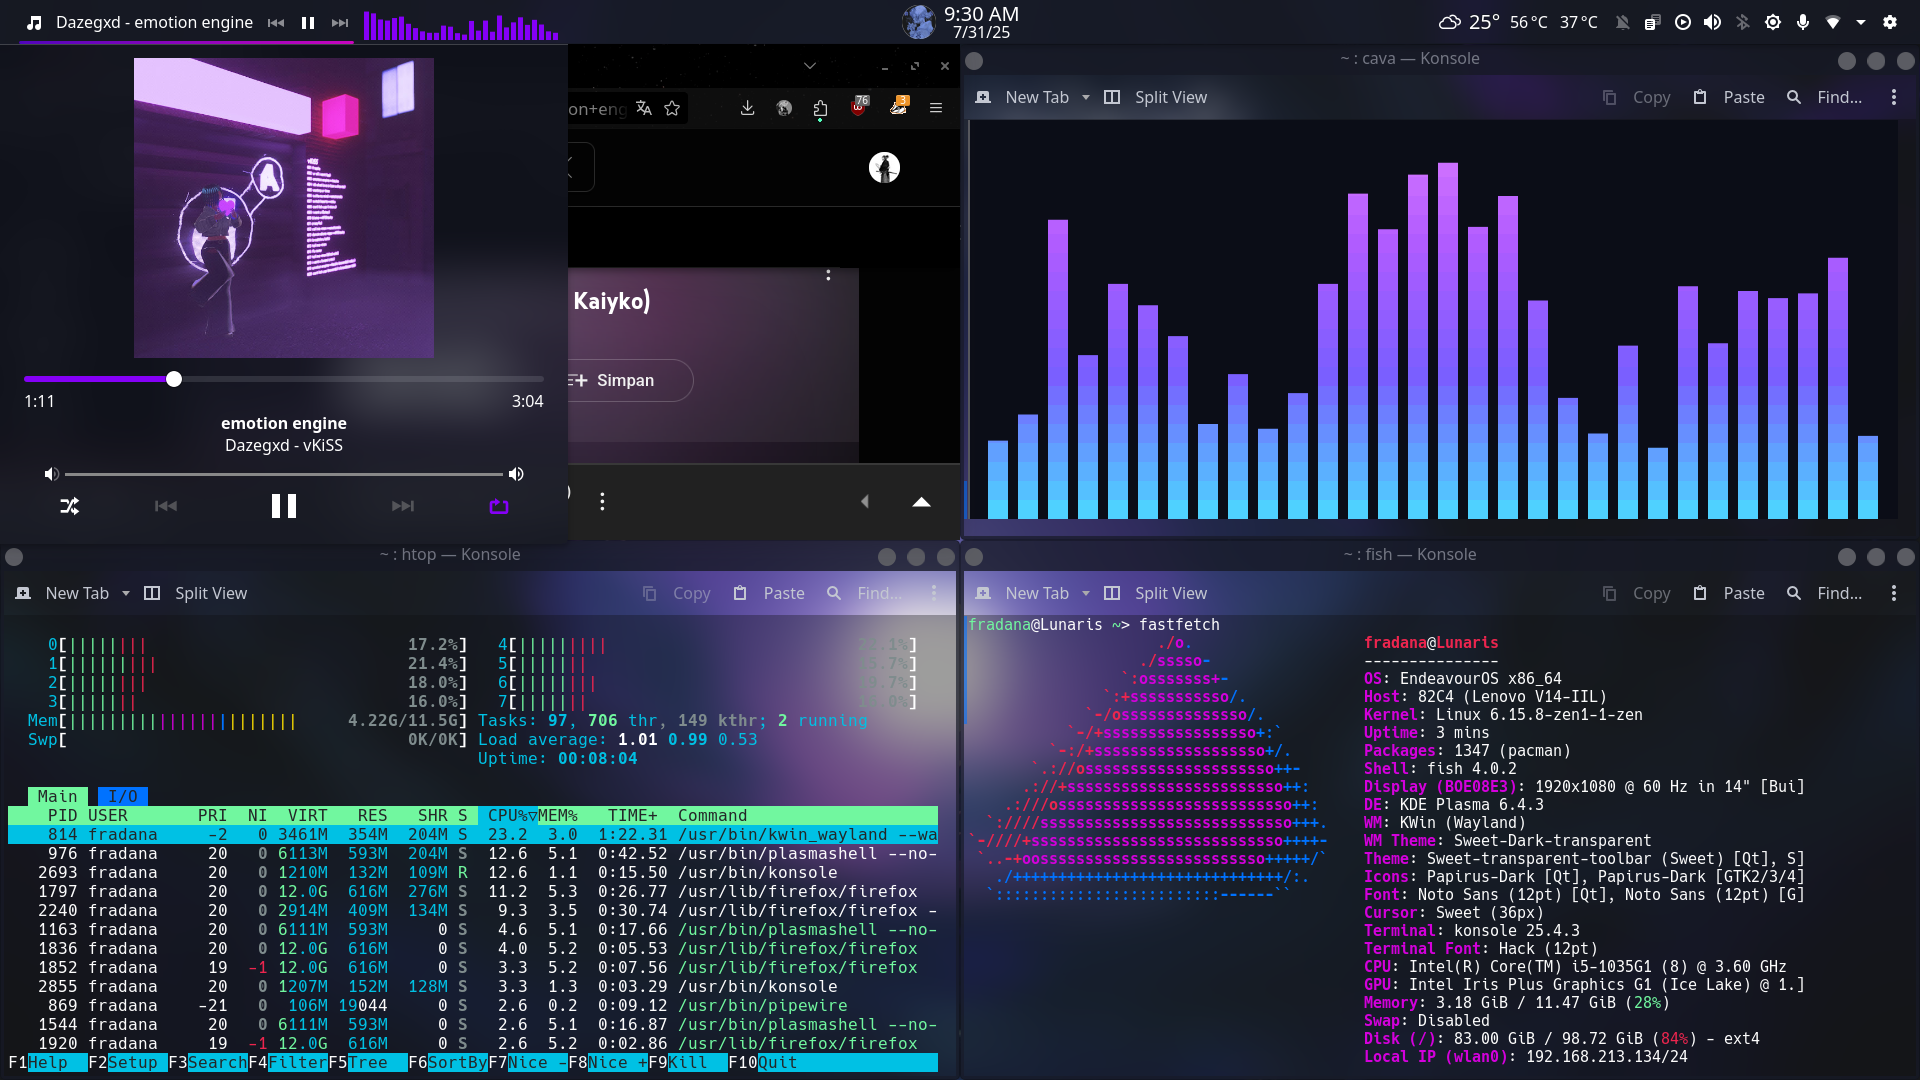 Dazegxd - emotion engine
9:30 AM
7/31/25
25° 56°C 37°C
A
1:11
3:04
emotion engine
Dazegxd - vKiSS
on+eng
76
3
Kaiyko)
Simpan
~ : cava — Konsole
New Tab Split View Copy Paste Find...
~ : htop — Konsole
New Tab Split View Copy Paste Find...
0[||||||||| 17.2%] 4[||||||||||
1[|||||||||| 21.4%] 5[||||||||
2[||||||||| 18.0%] 6[|||||||||
3[|||||||| 16.0%] 7[||||||||
Mem[||||||||||||||||||||||||| 4.22G/11.5G] Tasks: 97, 706 thr, 149 kthr; 2 running
Swp[ 0K/0K] Load average: 1.01 0.99 0.53
Uptime: 00:08:04
Main I/O
PID USER PRI NI VIRT RES SHR S CPU%▽MEM% TIME+ Command
814 fradana -2 0 3461M 354M 204M S 23.2 3.0 1:22.31 /usr/bin/kwin_wayland --wa
976 fradana 20 0 6113M 593M 204M S 12.6 5.1 0:42.52 /usr/bin/plasmashell --no-
2693 fradana 20 0 1210M 132M 109M R 12.6 1.1 0:15.50 /usr/bin/konsole
1797 fradana 20 0 12.0G 616M 276M S 11.2 5.3 0:26.77 /usr/lib/firefox/firefox
2240 fradana 20 0 2914M 409M 134M S 9.3 3.5 0:30.74 /usr/lib/firefox/firefox -
1163 fradana 20 0 6111M 593M 0 S 4.6 5.1 0:17.66 /usr/bin/plasmashell --no-
1836 fradana 20 0 12.0G 616M 0 S 4.0 5.2 0:05.53 /usr/lib/firefox/firefox
1852 fradana 19 -1 12.0G 616M 0 S 3.3 5.2 0:07.56 /usr/lib/firefox/firefox
2855 fradana 20 0 1207M 152M 128M S 3.3 1.3 0:03.29 /usr/bin/konsole
869 fradana -21 0 106M 19044 0 S 2.6 0.2 0:09.12 /usr/bin/pipewire
1544 fradana 20 0 6111M 593M 0 S 2.6 5.1 0:16.87 /usr/bin/plasmashell --no-
1920 fradana 19 -1 12.0G 616M 0 S 2.6 5.2 0:02.86 /usr/lib/firefox/firefox
F1Help F2Setup F3SearchF4FilterF5Tree F6SortByF7Nice -F8Nice +F9Kill F10Quit
~ : fish — Konsole
New Tab Split View Copy Paste Find...
fradana@Lunaris ~> fastfetch
./o.
./sssso-
`:osssssss+-
`:+sssssssssso/.
`-/ossssssssssssso/.
`-/+sssssssssssssssso+:`
`-:/+sssssssssssssssssso+/.
`.://osssssssssssssssssssso++-
.://+ssssssssssssssssssssssso++:
.:///ossssssssssssssssssssssssso++:
`:////ssssssssssssssssssssssssssso+++.
`-////+ssssssssssssssssssssssssssso++++-
`..-+oosssssssssssssssssssssssso+++++/`
./++++++++++++++++++++++++++++++/:.
`:::::::::::::::::::::::::------``
fradana@Lunaris
---------------
OS: EndeavourOS x86_64
Host: 82C4 (Lenovo V14-IIL)
Kernel: Linux 6.15.8-zen1-1-zen
Uptime: 3 mins
Packages: 1347 (pacman)
Shell: fish 4.0.2
Display (BOE08E3): 1920x1080 @ 60 Hz in 14" [Bui]
DE: KDE Plasma 6.4.3
WM: KWin (Wayland)
WM Theme: Sweet-Dark-transparent
Theme: Sweet-transparent-toolbar (Sweet) [Qt], S]
Icons: Papirus-Dark [Qt], Papirus-Dark [GTK2/3/4]
Font: Noto Sans (12pt) [Qt], Noto Sans (12pt) [G]
Cursor: Sweet (36px)
Terminal: konsole 25.4.3
Terminal Font: Hack (12pt)
CPU: Intel(R) Core(TM) i5-1035G1 (8) @ 3.60 GHz
GPU: Intel Iris Plus Graphics G1 (Ice Lake) @ 1.]
Memory: 3.18 GiB / 11.47 GiB (28%)
Swap: Disabled
Disk (/): 83.00 GiB / 98.72 GiB (84%) - ext4
Local IP (wlan0): 192.168.213.134/24